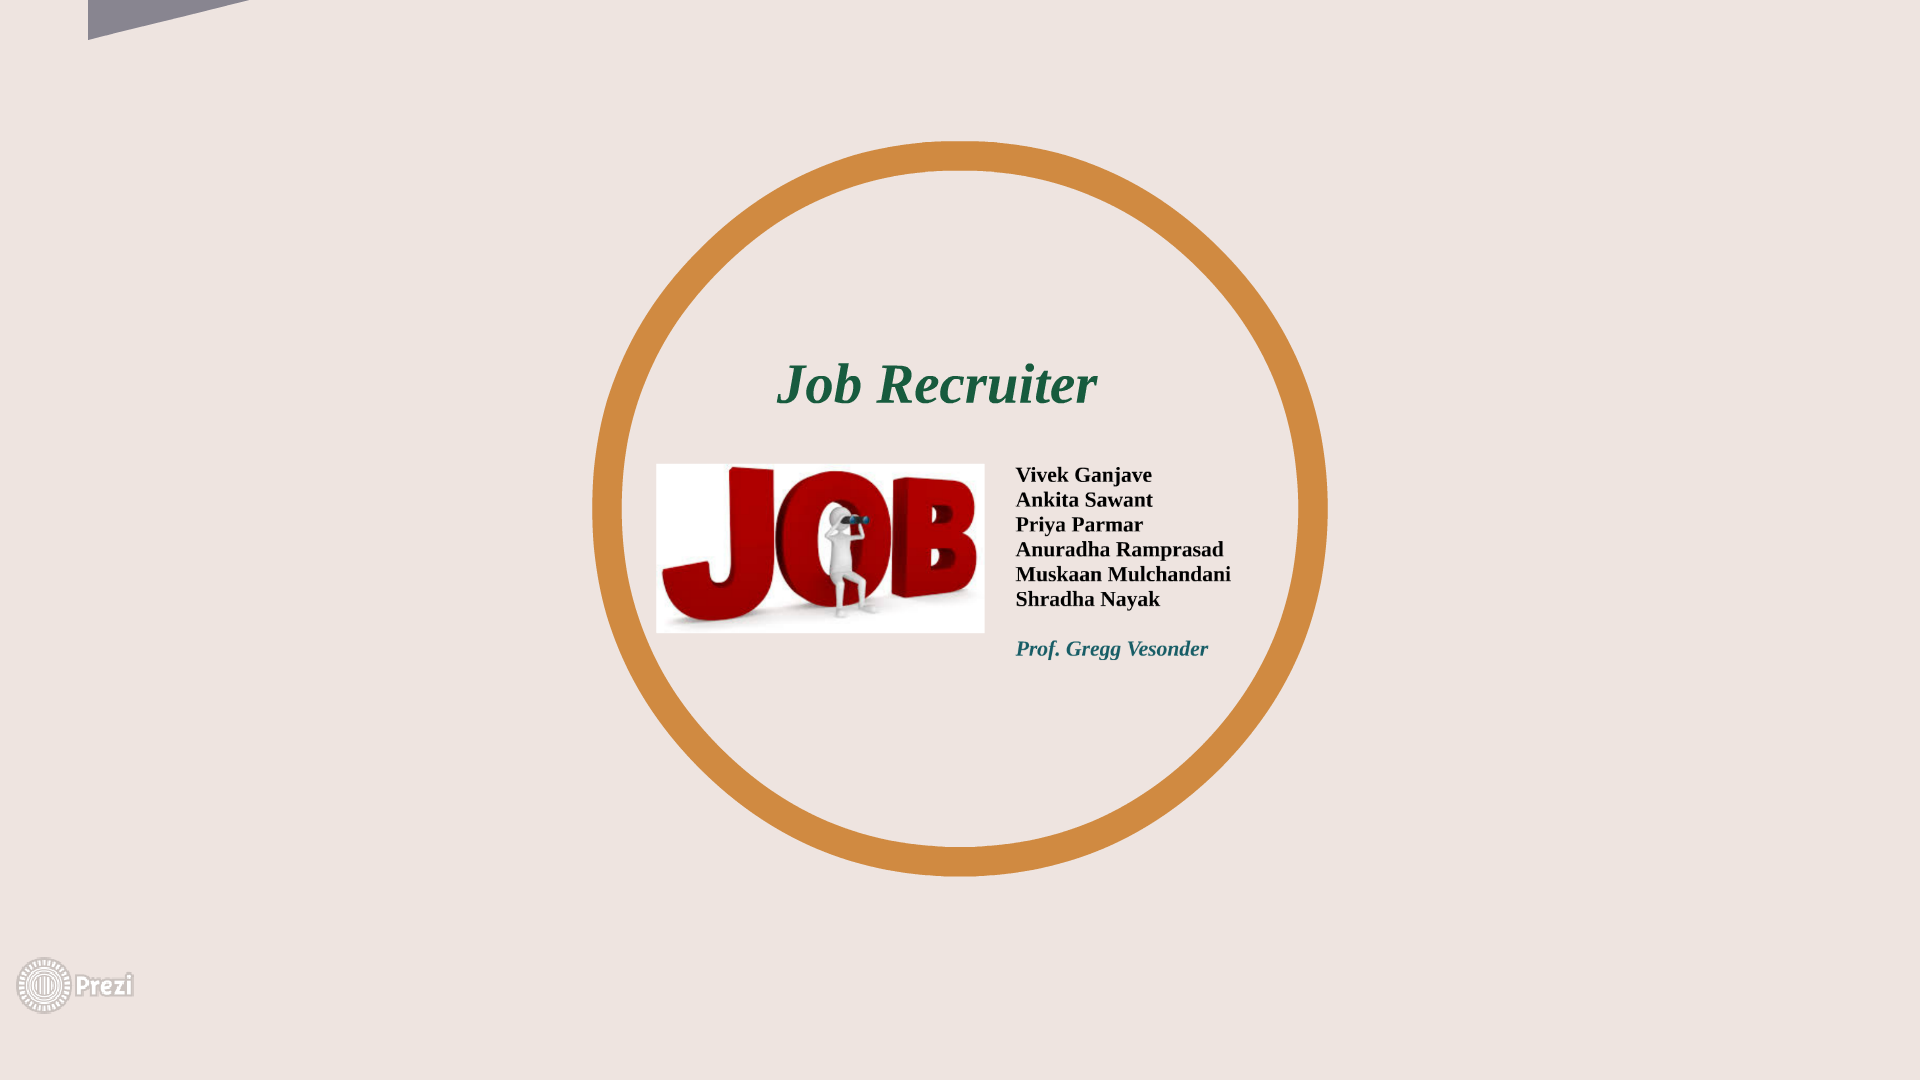 Job Recruiter
JOB
Vivek Ganjave
Ankita Sawant
Priya Parmar
Anuradha Ramprasad
Muskaan Mulchandani
Shradha Nayak
Prof. Gregg Vesonder
Prezi